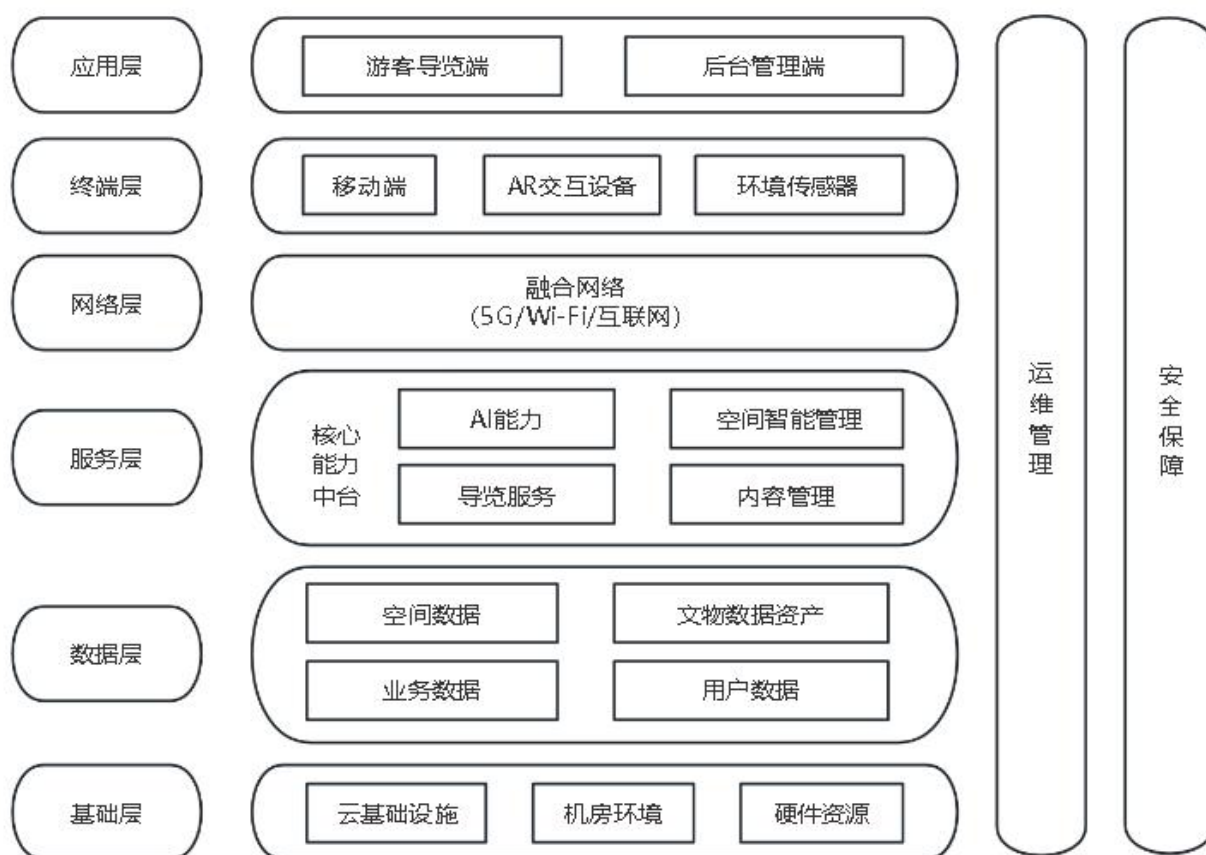 应用层
游客导览端
后台管理端
终端层
移动端
AR交互设备
环境传感器
网络层
融合网络
(5G/Wi-Fi/互联网)
服务层
核心
能力
中台
AI能力
空间智能管理
导览服务
内容管理
数据层
空间数据
文物数据资产
业务数据
用户数据
基础层
云基础设施
机房环境
硬件资源
运
维
管
理
安
全
保
障